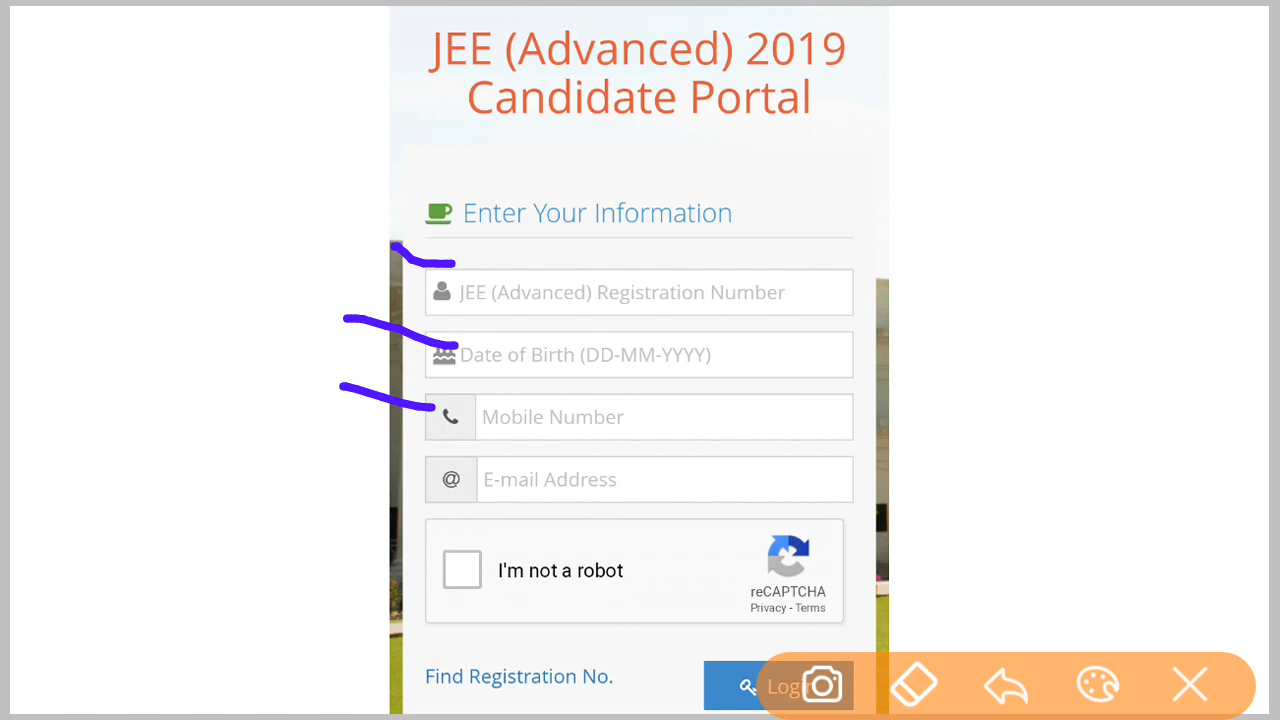 JEE (Advanced) 2019
Candidate Portal
Enter Your Information
JEE (Advanced) Registration Number
Date of Birth (DD-MM-YYYY)
Mobile Number
@ E-mail Address
I'm not a robot
reCAPTCHA
Privacy - Terms
Find Registration No.
Login